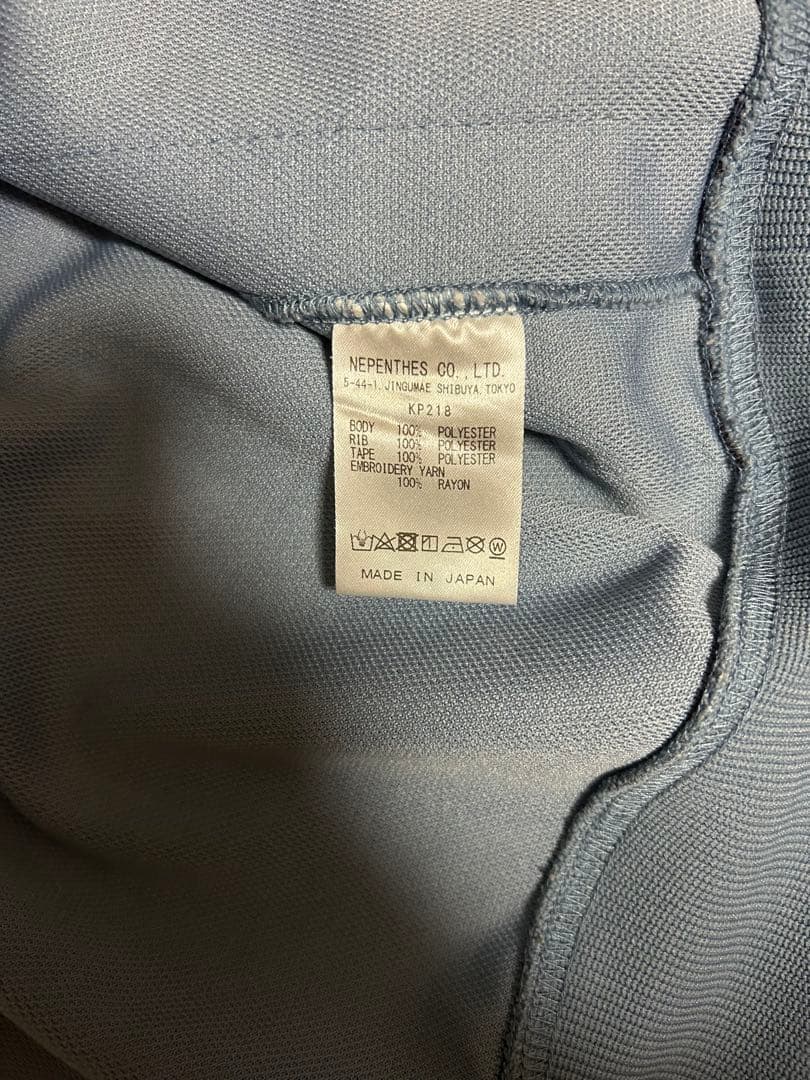 NEPENTHES CO.,LTD.
5-44-1, JINGUMAE SHIBUYA, TOKYO
KP218
BODY 100% POLYESTER
RIB 100% POLYESTER
TAPE 100% POLYESTER
EMBROIDERY YARN
100% RAYON
W
MADE IN JAPAN